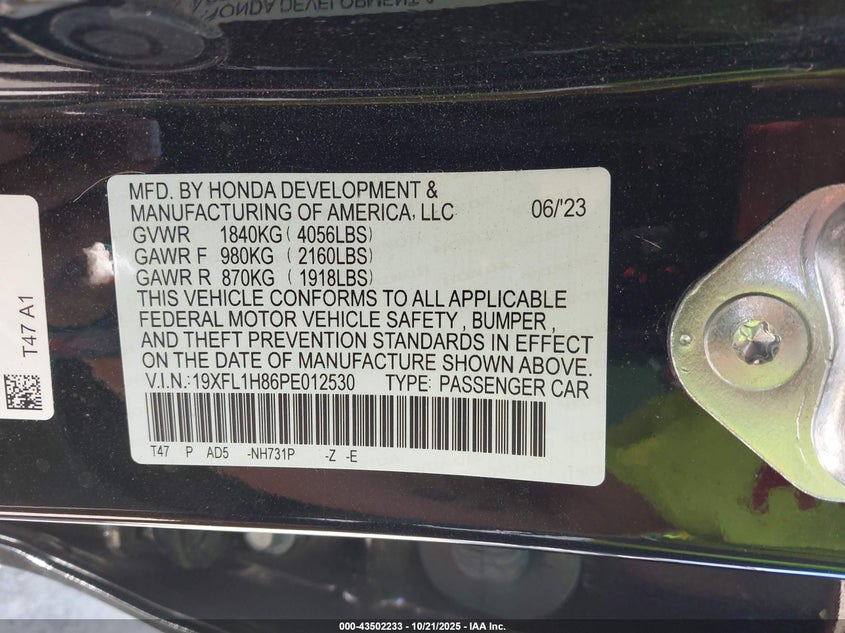 MFD. BY HONDA DEVELOPMENT &
MANUFACTURING OF AMERICA, LLC 06/'23
GVWR 1840KG ( 4056LBS)
GAWR F 980KG ( 2160LBS)
GAWR R 870KG ( 1918LBS)
THIS VEHICLE CONFORMS TO ALL APPLICABLE
FEDERAL MOTOR VEHICLE SAFETY , BUMPER ,
AND THEFT PREVENTION STANDARDS IN EFFECT
ON THE DATE OF MANUFACTURE SHOWN ABOVE.
V.I.N.:19XFL1H86PE012530 TYPE: PASSENGER CAR
T47 P AD5 -NH731P -Z -E
T47 A1
000-43502233 - 10/21/2025 - IAA Inc.